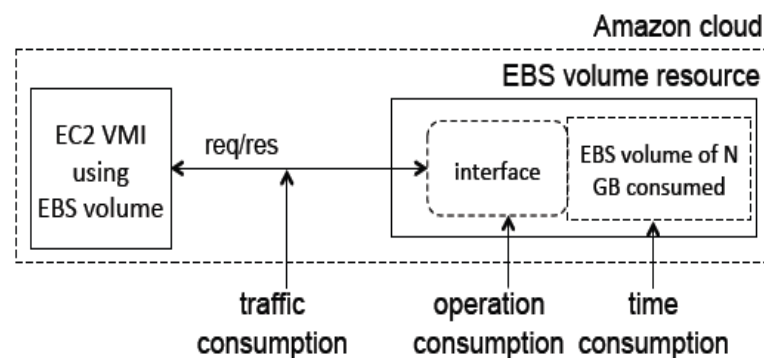 Amazon cloud
EBS volume resource
EC2 VMI
using
EBS volume
req/res
interface
EBS volume of N
GB consumed
traffic
consumption
operation
consumption
time
consumption